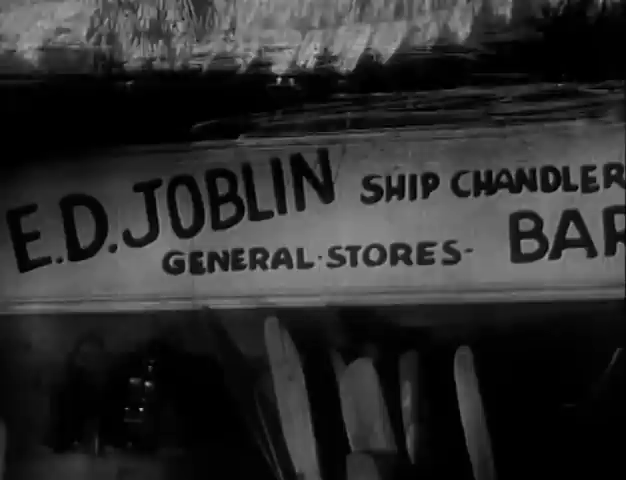 E.D. JOBLIN SHIP CHANDLER
GENERAL · STORES - BAR